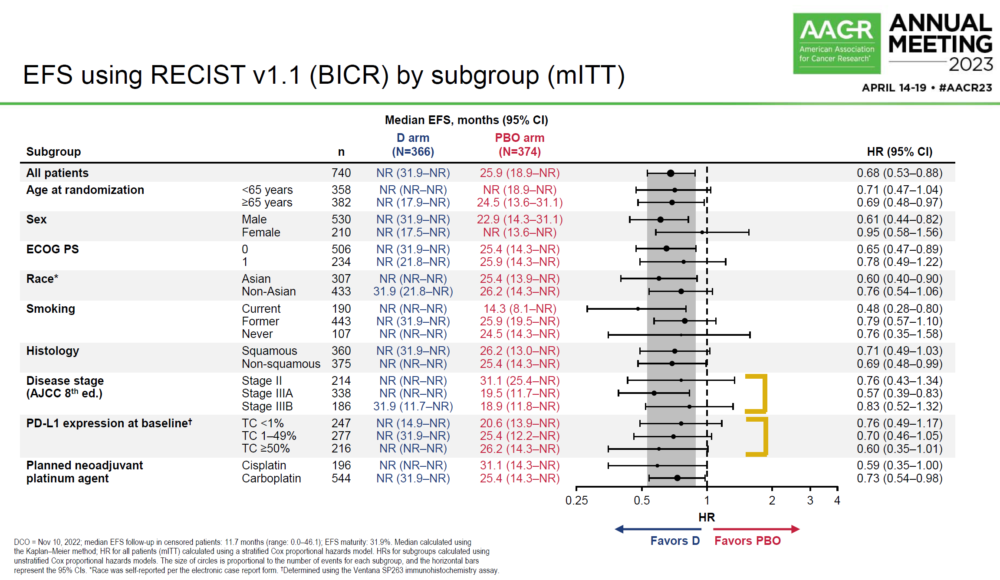 AACR
American Association
for Cancer Research®
ANNUAL
MEETING
2023
APRIL 14-19 • #AACR23
EFS using RECIST v1.1 (BICR) by subgroup (mITT)
Median EFS, months (95% CI)
D arm PBO arm
Subgroup n (N=366) (N=374) HR (95% CI)
All patients 740 NR (31.9–NR) 25.9 (18.9–NR) 0.68 (0.53–0.88)
Age at randomization <65 years 358 NR (NR–NR) NR (18.9–NR) 0.71 (0.47–1.04)
≥65 years 382 NR (17.9–NR) 24.5 (13.6–31.1) 0.69 (0.48–0.97)
Sex Male 530 NR (31.9–NR) 22.9 (14.3–31.1) 0.61 (0.44–0.82)
Female 210 NR (17.5–NR) NR (13.6–NR) 0.95 (0.58–1.56)
ECOG PS 0 506 NR (31.9–NR) 25.4 (14.3–NR) 0.65 (0.47–0.89)
1 234 NR (21.8–NR) 25.9 (14.3–NR) 0.78 (0.49–1.22)
Race* Asian 307 NR (NR–NR) 25.4 (13.9–NR) 0.60 (0.40–0.90)
Non-Asian 433 31.9 (21.8–NR) 26.2 (14.3–NR) 0.76 (0.54–1.06)
Smoking Current 190 NR (NR–NR) 14.3 (8.1–NR) 0.48 (0.28–0.80)
Former 443 NR (31.9–NR) 25.9 (19.5–NR) 0.79 (0.57–1.10)
Never 107 NR (NR–NR) 24.5 (14.3–NR) 0.76 (0.35–1.58)
Histology Squamous 360 NR (31.9–NR) 26.2 (13.0–NR) 0.71 (0.49–1.03)
Non-squamous 375 NR (NR–NR) 25.4 (14.3–NR) 0.69 (0.48–0.99)
Disease stage Stage II 214 NR (NR–NR) 31.1 (25.4–NR) 0.76 (0.43–1.34)
(AJCC 8th ed.) Stage IIIA 338 NR (NR–NR) 19.5 (11.7–NR) 0.57 (0.39–0.83)
Stage IIIB 186 31.9 (11.7–NR) 18.9 (11.8–NR) 0.83 (0.52–1.32)
PD-L1 expression at baseline† TC <1% 247 NR (14.9–NR) 20.6 (13.9–NR) 0.76 (0.49–1.17)
TC 1–49% 277 NR (31.9–NR) 25.4 (12.2–NR) 0.70 (0.46–1.05)
TC ≥50% 216 NR (NR–NR) 26.2 (14.3–NR) 0.60 (0.35–1.01)
Planned neoadjuvant Cisplatin 196 NR (NR–NR) 31.1 (14.3–NR) 0.59 (0.35–1.00)
platinum agent Carboplatin 544 NR (31.9–NR) 25.4 (14.3–NR) 0.73 (0.54–0.98)
0.25 0.5 1 2 3 4
HR
Favors D Favors PBO
DCO = Nov 10, 2022; median EFS follow-up in censored patients: 11.7 months (range: 0.0–46.1); EFS maturity: 31.9%. Median calculated using
the Kaplan–Meier method; HR for all patients (mITT) calculated using a stratified Cox proportional hazards model. HRs for subgroups calculated using
unstratified Cox proportional hazards models. The size of circles is proportional to the number of events for each subgroup, and the horizontal bars
represent the 95% CIs. *Race was self-reported per the electronic case report form. †Determined using the Ventana SP263 immunohistochemistry assay.